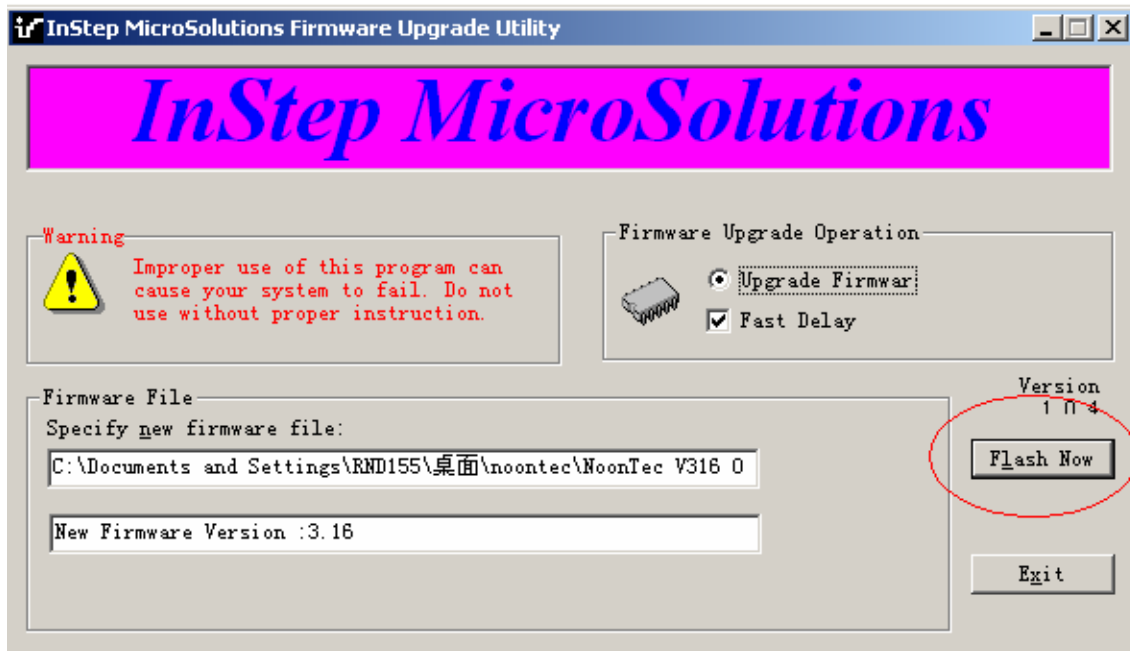 InStep MicroSolutions Firmware Upgrade Utility
InStep MicroSolutions
Warning
Improper use of this program can
cause your system to fail. Do not
use without proper instruction.
Firmware Upgrade Operation
Upgrade Firmwar
Fast Delay
Firmware File
Specify new firmware file:
C:\Documents and Settings\RND155\桌面\noontec\NoonTec V316 0
New Firmware Version :3.16
Version
1 0 4
Flash Now
Exit